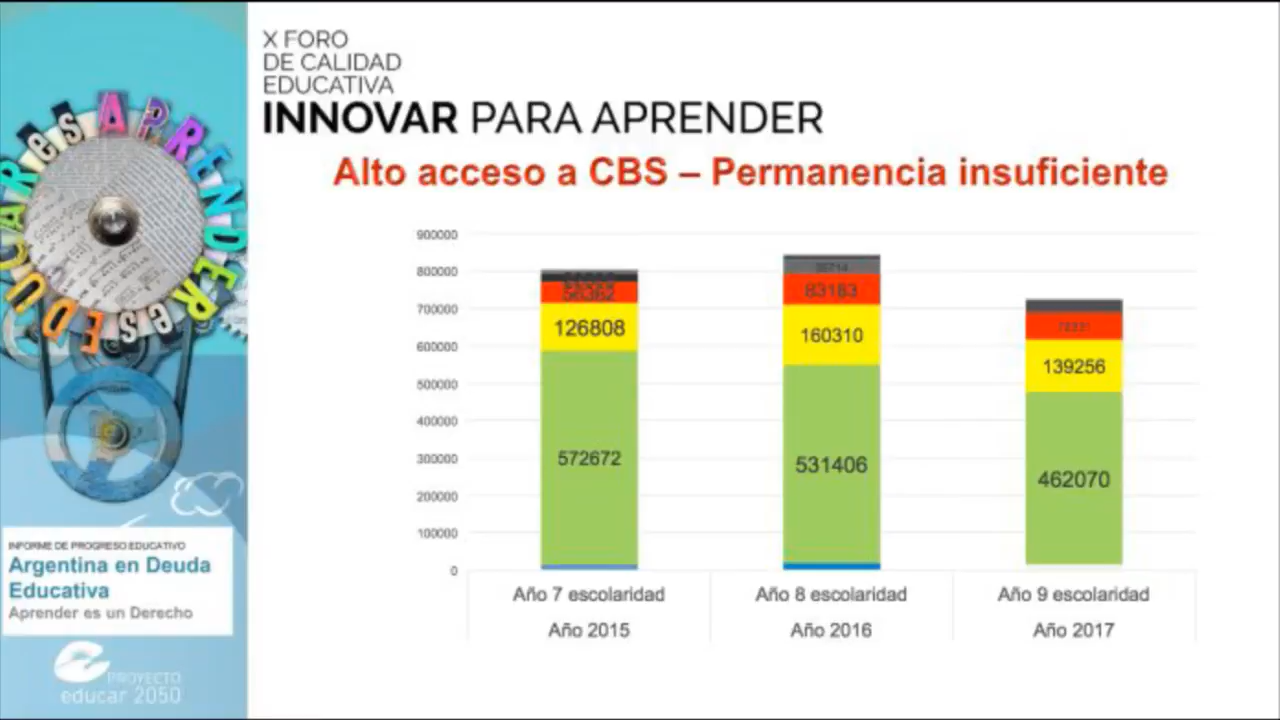 X FORO
DE CALIDAD
EDUCATIVA
INNOVAR PARA APRENDER
Alto acceso a CBS – Permanencia insuficiente
EDUCAR es APRENDER
900000
800000
700000
600000
500000
400000
300000
200000
100000
0
126808
572672
83183
160310
531406
139256
462070
Año 7 escolaridad
Año 8 escolaridad
Año 9 escolaridad
Año 2015
Año 2016
Año 2017
INFORME DE PROGRESO EDUCATIVO
Argentina en Deuda
Educativa
Aprender es un Derecho
PROYECTO
educar 2050